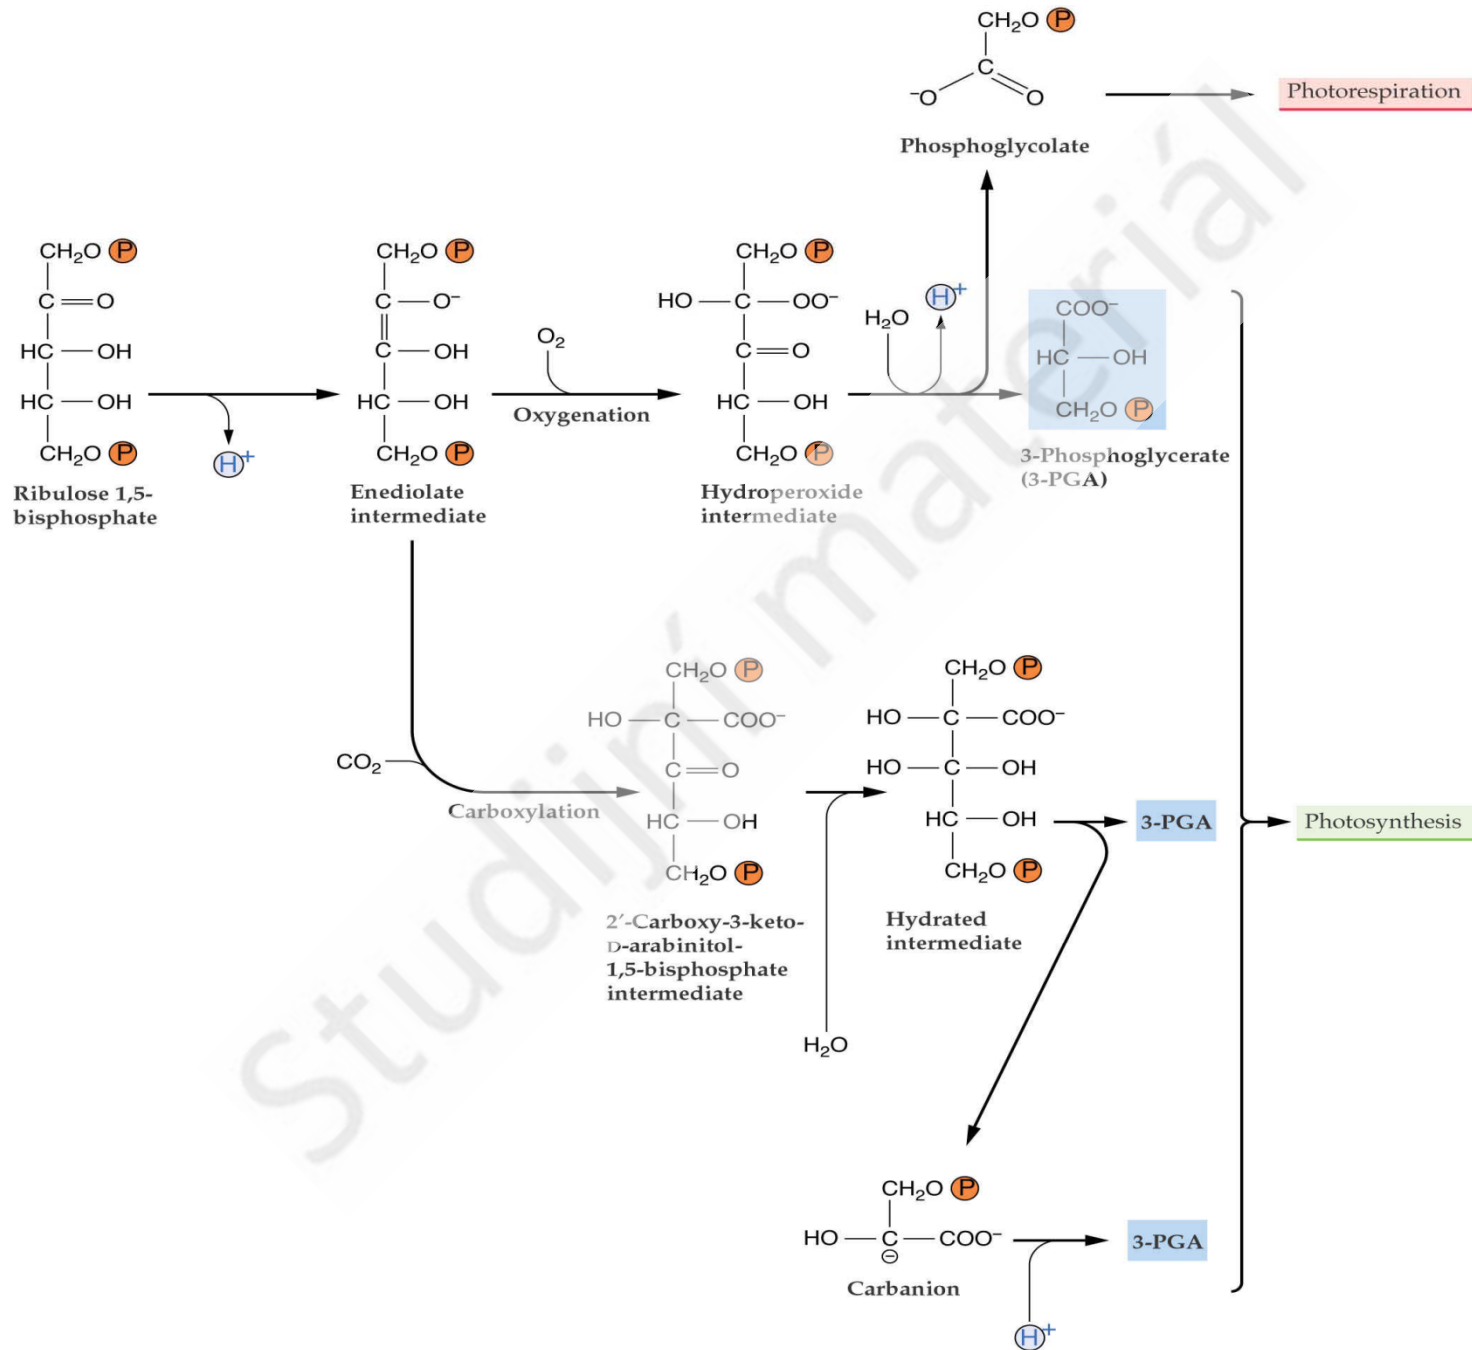 CH₂O P
C
⁻O
O
Phosphoglycolate
Photorespiration
CH₂O P
C=O
HC—OH
HC—OH
CH₂O P
Ribulose 1,5-
bisphosphate
H⁺
CH₂O P
C—O⁻
C—OH
HC—OH
CH₂O P
Enediolate
intermediate
O₂
Oxygenation
CH₂O P
HO—C—OO⁻
C=O
HC—OH
CH₂O P
Hydroperoxide
intermediate
H₂O
H⁺
COO⁻
HC—OH
CH₂O P
3-Phosphoglycerate
(3-PGA)
CO₂
Carboxylation
CH₂O P
HO—C—COO⁻
C=O
HC—OH
CH₂O P
2′-Carboxy-3-keto-
D-arabinitol-
1,5-bisphosphate
intermediate
H₂O
CH₂O P
HO—C—COO⁻
HO—C—OH
HC—OH
CH₂O P
Hydrated
intermediate
3-PGA
Photosynthesis
CH₂O P
HO—C—COO⁻
⊖
Carbanion
H⁺
3-PGA
Studijní materiál